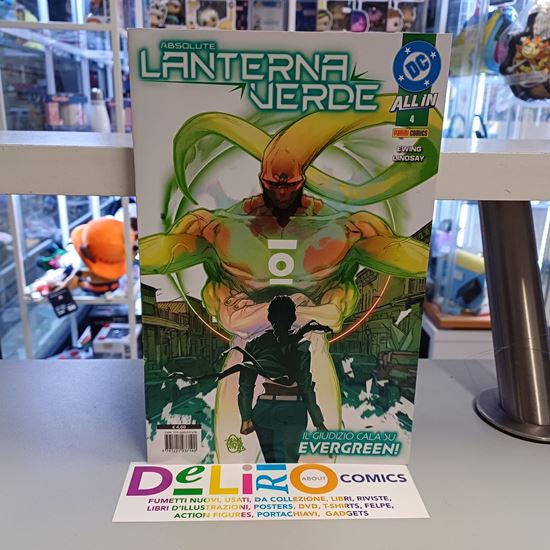 ABSOLUTE
LANTERNA
VERDE
DC
ALL IN
4
PANINI COMICS
EWING
LINDSAY
IL GIUDIZIO CALA SU
EVERGREEN!
€ 4,00
DeLiRiO ABOUT COMICS
FUMETTI NUOVI, USATI, DA COLLEZIONE, LIBRI, RIVISTE,
LIBRI D'ILLUSTRAZIONI, POSTERS, DVD, T-SHIRTS, FELPE,
ACTION FIGURES, PORTACHIAVI, GADGETS